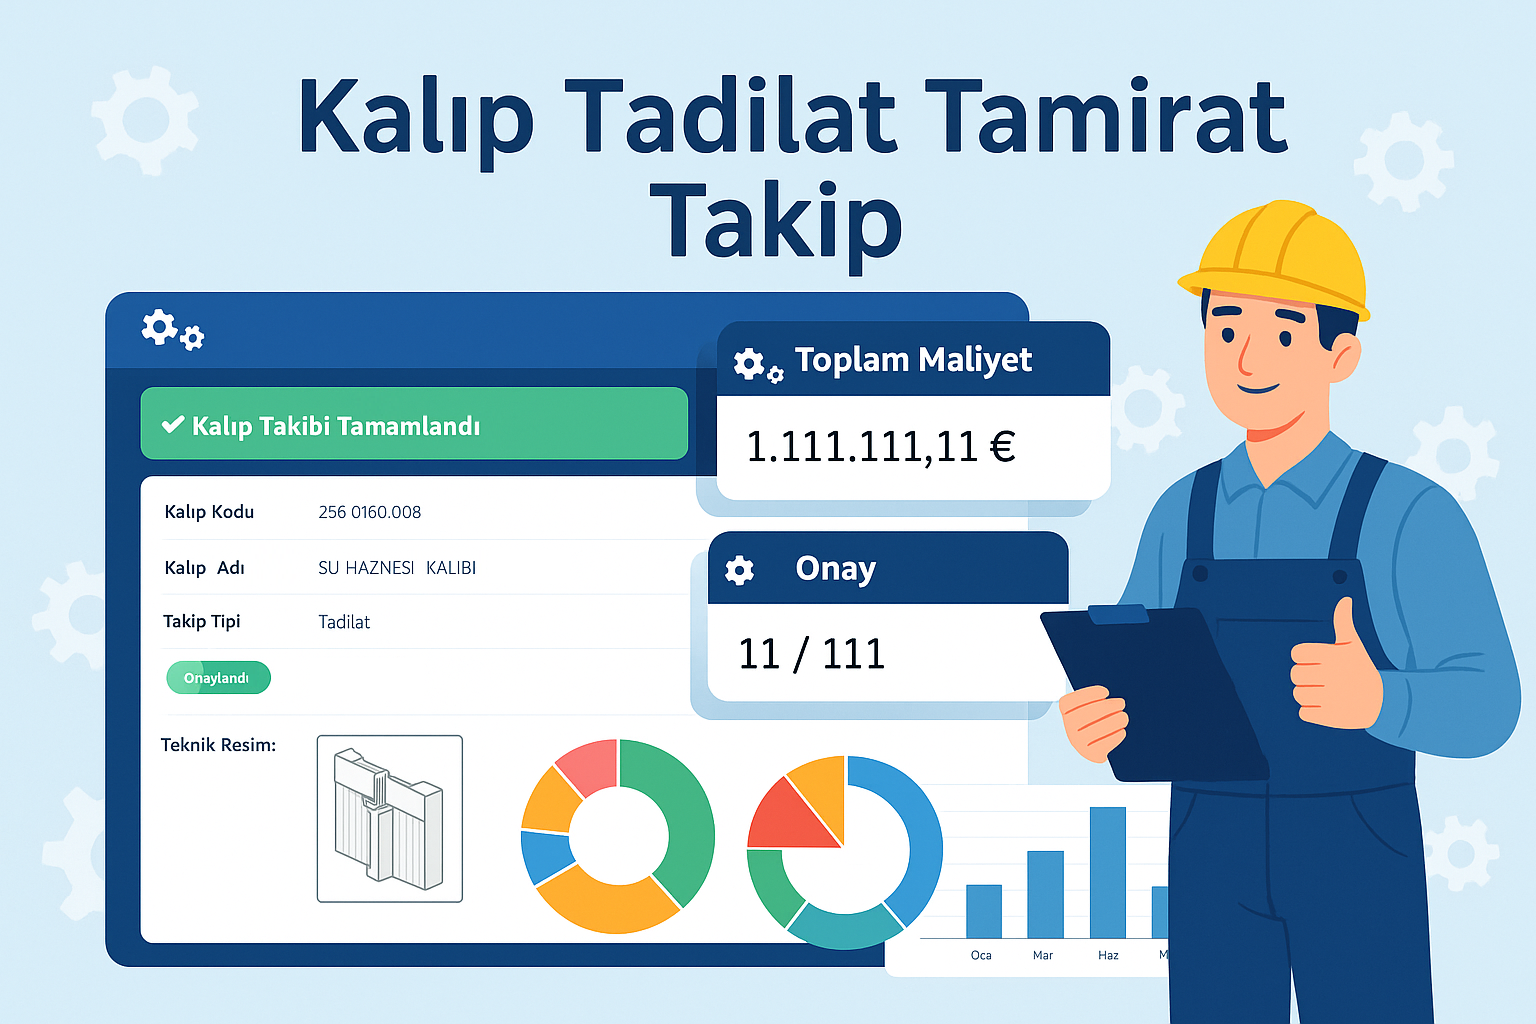 Kalıp Tadilat Tamirat
Takip
Toplam Maliyet
1.111.111,11 €
✔ Kalıp Takibi Tamamlandı
Kalıp Kodu 256 0160.008
Kalıp Adı SU HAZNESI KALIBI
Takip Tipi Tadilat
Onaylandı
Onay
11 / 111
Teknik Resim:
Oca Mar Haz M